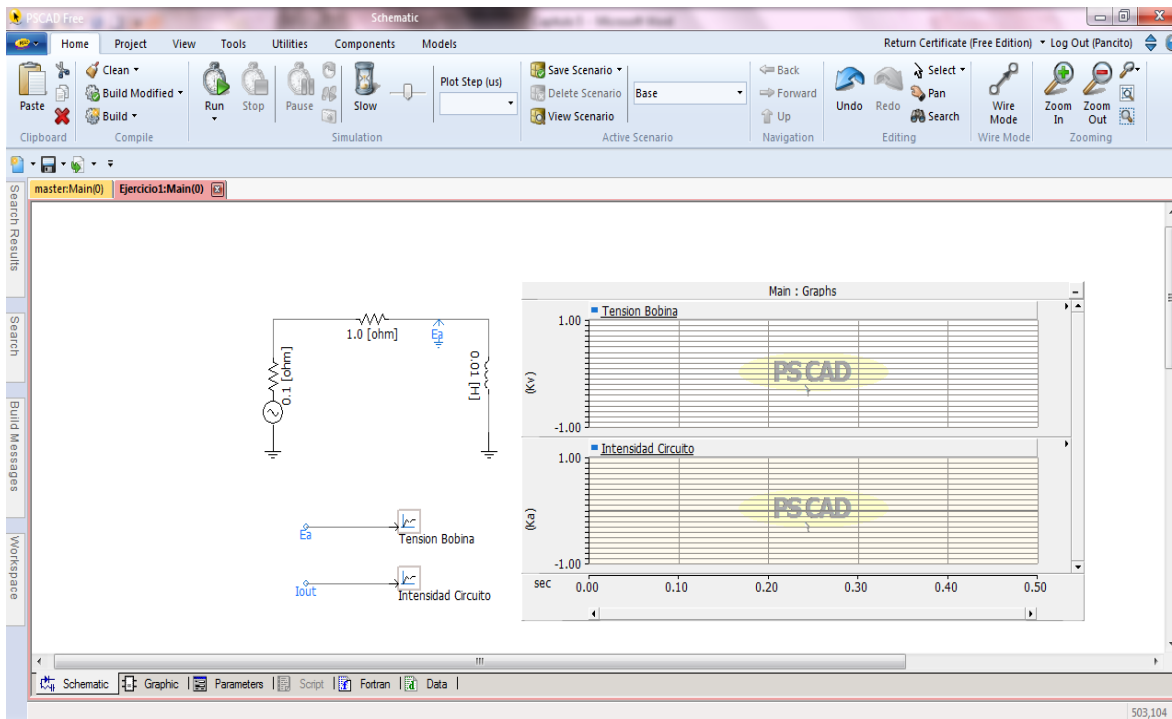 PSCAD Free
Schematic
Capitulo 5 - Microsoft Word
Home Project View Tools Utilities Components Models
Return Certificate (Free Edition) Log Out (Pancito)
Paste
Clean
Build Modified
Build
Run
Stop
Pause
Slow
Plot Step (us)
Save Scenario
Delete Scenario
View Scenario
Base
Back
Forward
Up
Undo
Redo
Select
Pan
Search
Wire
Mode
Zoom
In
Zoom
Out
Clipboard Compile Simulation Active Scenario Navigation Editing Wire Mode Zooming
master:Main(0) Ejercicio1:Main(0)
Search Results
Search
Build Messages
Workspace
1.0 [ohm]
Ea
0.1 [ohm]
0.01 [H]
Ea
Tension Bobina
Iout
Intensidad Circuito
Main : Graphs
Tension Bobina
1.00
(Kv)
PSCAD
-1.00
Intensidad Circuito
1.00
(Ka)
PSCAD
-1.00
sec 0.00 0.10 0.20 0.30 0.40 0.50
Schematic Graphic Parameters Script Fortran Data
503,104